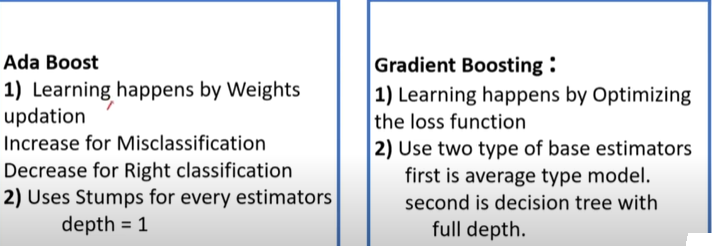 Ada Boost
1) Learning happens by Weights
updation
Increase for Misclassification
Decrease for Right classification
2) Uses Stumps for every estimators
depth = 1
Gradient Boosting :
1) Learning happens by Optimizing
the loss function
2) Use two type of base estimators
first is average type model.
second is decision tree with
full depth.